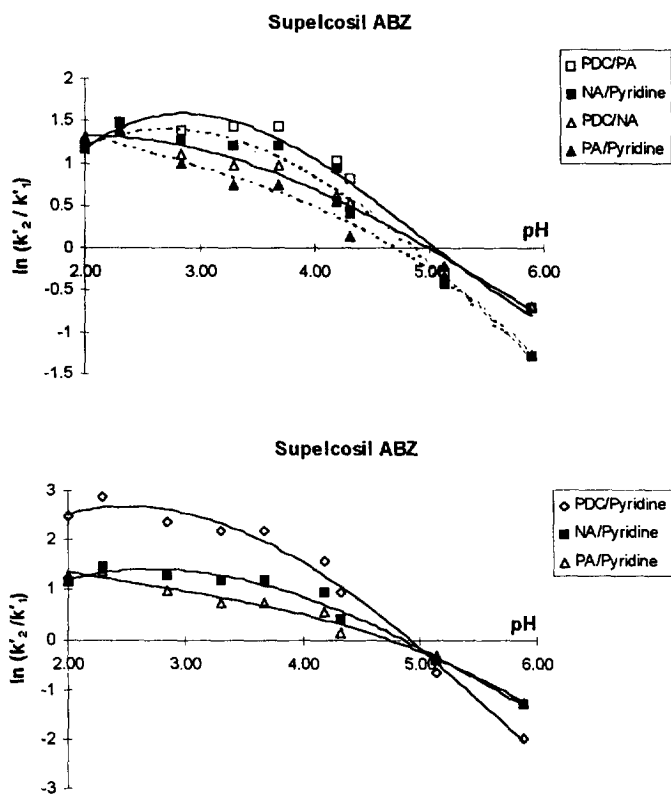 Supelcosil ABZ
2
1.5
1
0.5
0
-0.5
-1
-1.5
ln (k'2 / k'1)
2.00
3.00
4.00
5.00
6.00
pH
PDC/PA
NA/Pyridine
PDC/NA
PA/Pyridine
Supelcosil ABZ
3
2
1
0
-1
-2
-3
ln (k'2 /k'1)
2.00
3.00
4.00
5.00
6.00
pH
PDC/Pyridine
NA/Pyridine
PA/Pyridine